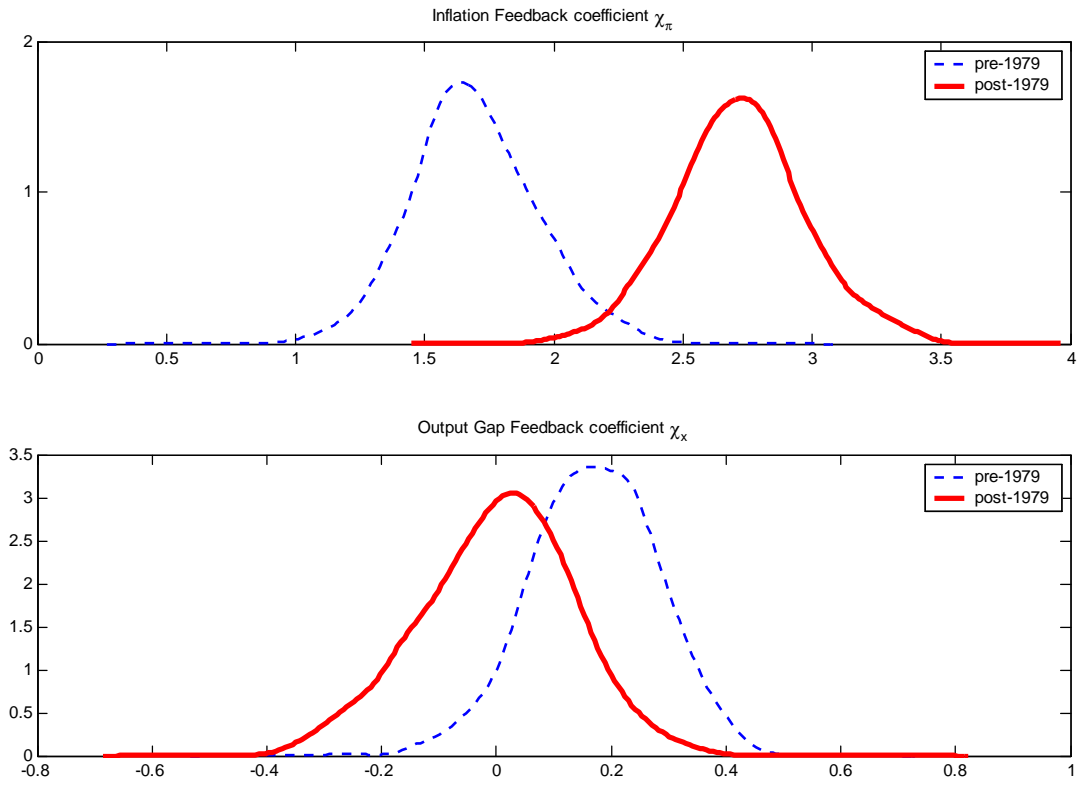 Inflation Feedback coefficient χπ
2
1
0
pre-1979
post-1979
0 0.5 1 1.5 2 2.5 3 3.5 4
Output Gap Feedback coefficient χx
3.5
3
2.5
2
1.5
1
0.5
0
pre-1979
post-1979
-0.8 -0.6 -0.4 -0.2 0 0.2 0.4 0.6 0.8 1